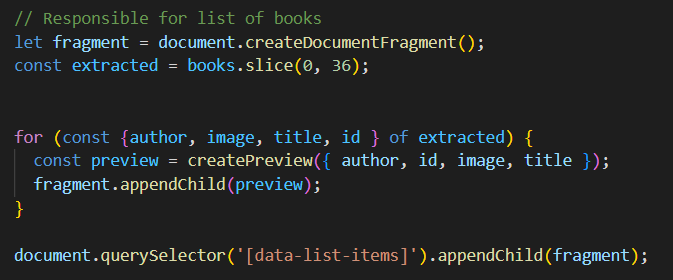 // Responsible for list of books
let fragment = document.createDocumentFragment();
const extracted = books.slice(0, 36);
for (const {author, image, title, id } of extracted) {
const preview = createPreview({ author, id, image, title });
fragment.appendChild(preview);
}
document.querySelector('[data-list-items]').appendChild(fragment);